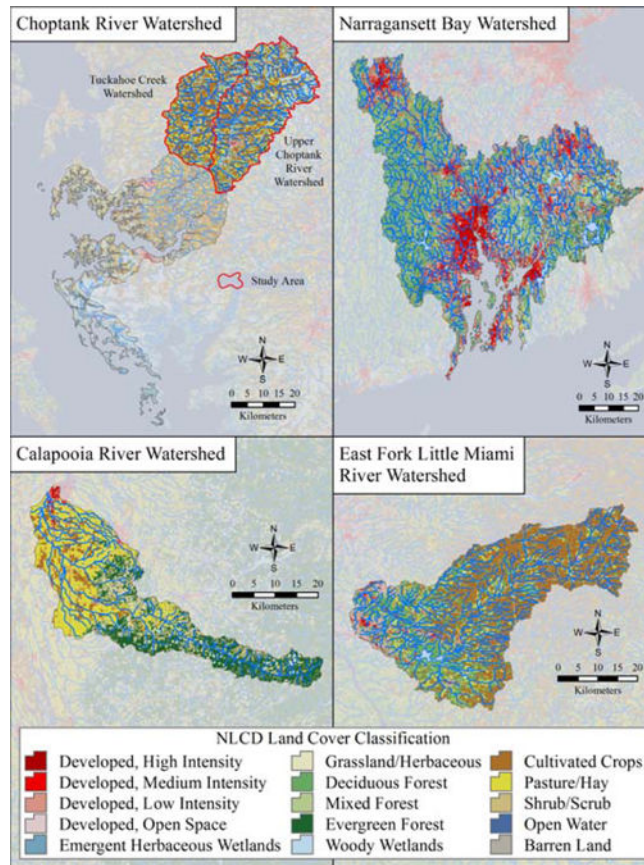 Choptank River Watershed
Tuckahoe Creek
Watershed
Upper Choptank
River
Watershed
Study Area
N
W E
S
0 5 10 15 20
Kilometers
Narragansett Bay Watershed
N
W E
S
0 5 10 15 20
Kilometers
Calapooia River Watershed
N
W E
S
0 5 10 15 20
Kilometers
East Fork Little Miami
River Watershed
N
W E
S
0 5 10 15 20
Kilometers
NLCD Land Cover Classification
Developed, High Intensity
Developed, Medium Intensity
Developed, Low Intensity
Developed, Open Space
Emergent Herbaceous Wetlands
Grassland/Herbaceous
Deciduous Forest
Mixed Forest
Evergreen Forest
Woody Wetlands
Cultivated Crops
Pasture/Hay
Shrub/Scrub
Open Water
Barren Land